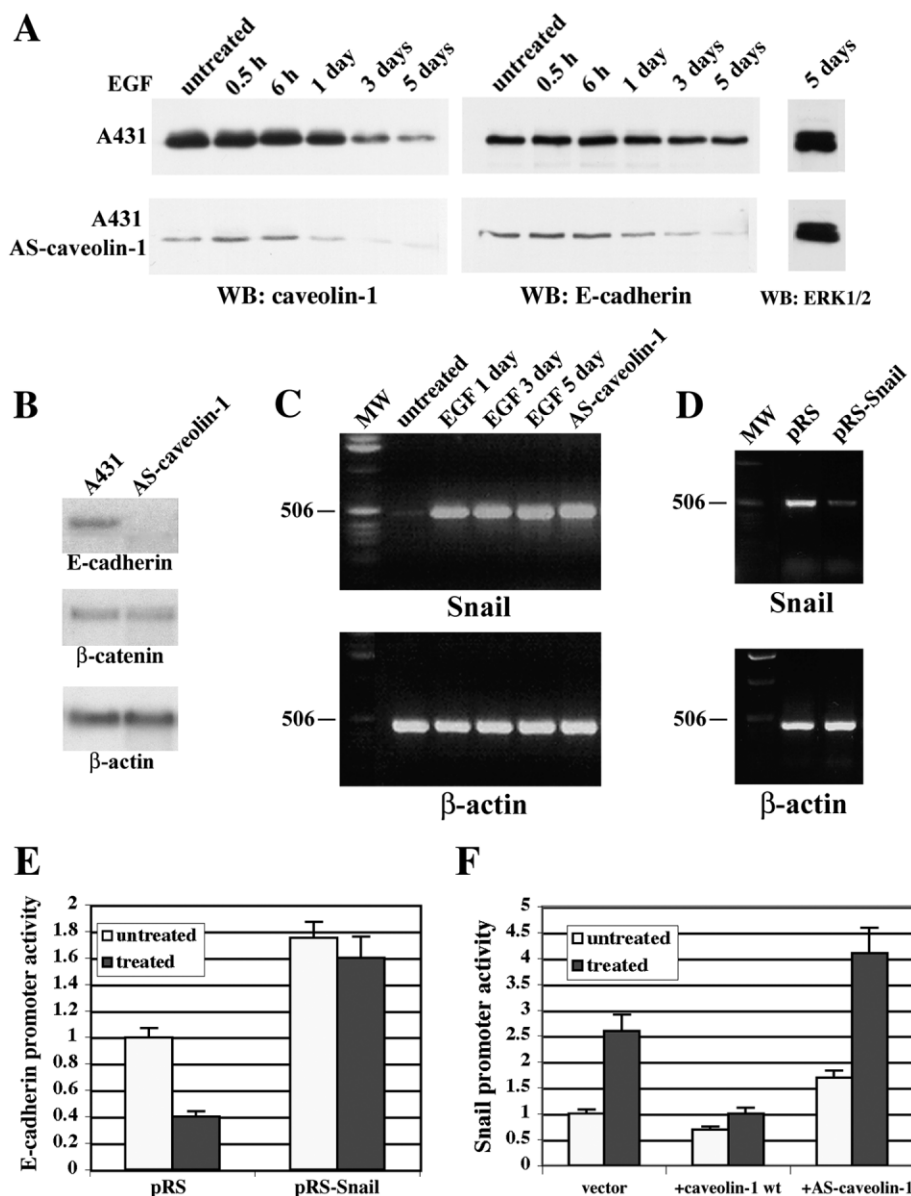 A
EGF
untreated 0.5 h 6 h 1 day 3 days 5 days
untreated 0.5 h 6 h 1 day 3 days 5 days
5 days
A431
A431
AS-caveolin-1
WB: caveolin-1
WB: E-cadherin
WB: ERK1/2
B
A431 AS-caveolin-1
E-cadherin
β-catenin
β-actin
C
MW untreated EGF 1 day EGF 3 day EGF 5 day AS-caveolin-1
506
Snail
506
β-actin
D
MW pRS pRS-Snail
506
Snail
506
β-actin
E
E-cadherin promoter activity
2
1.8
1.6
1.4
1.2
1
0.8
0.6
0.4
0.2
0
untreated
treated
pRS pRS-Snail
F
Snail promoter activity
5
4.5
4
3.5
3
2.5
2
1.5
1
0.5
0
untreated
treated
vector +caveolin-1 wt +AS-caveolin-1